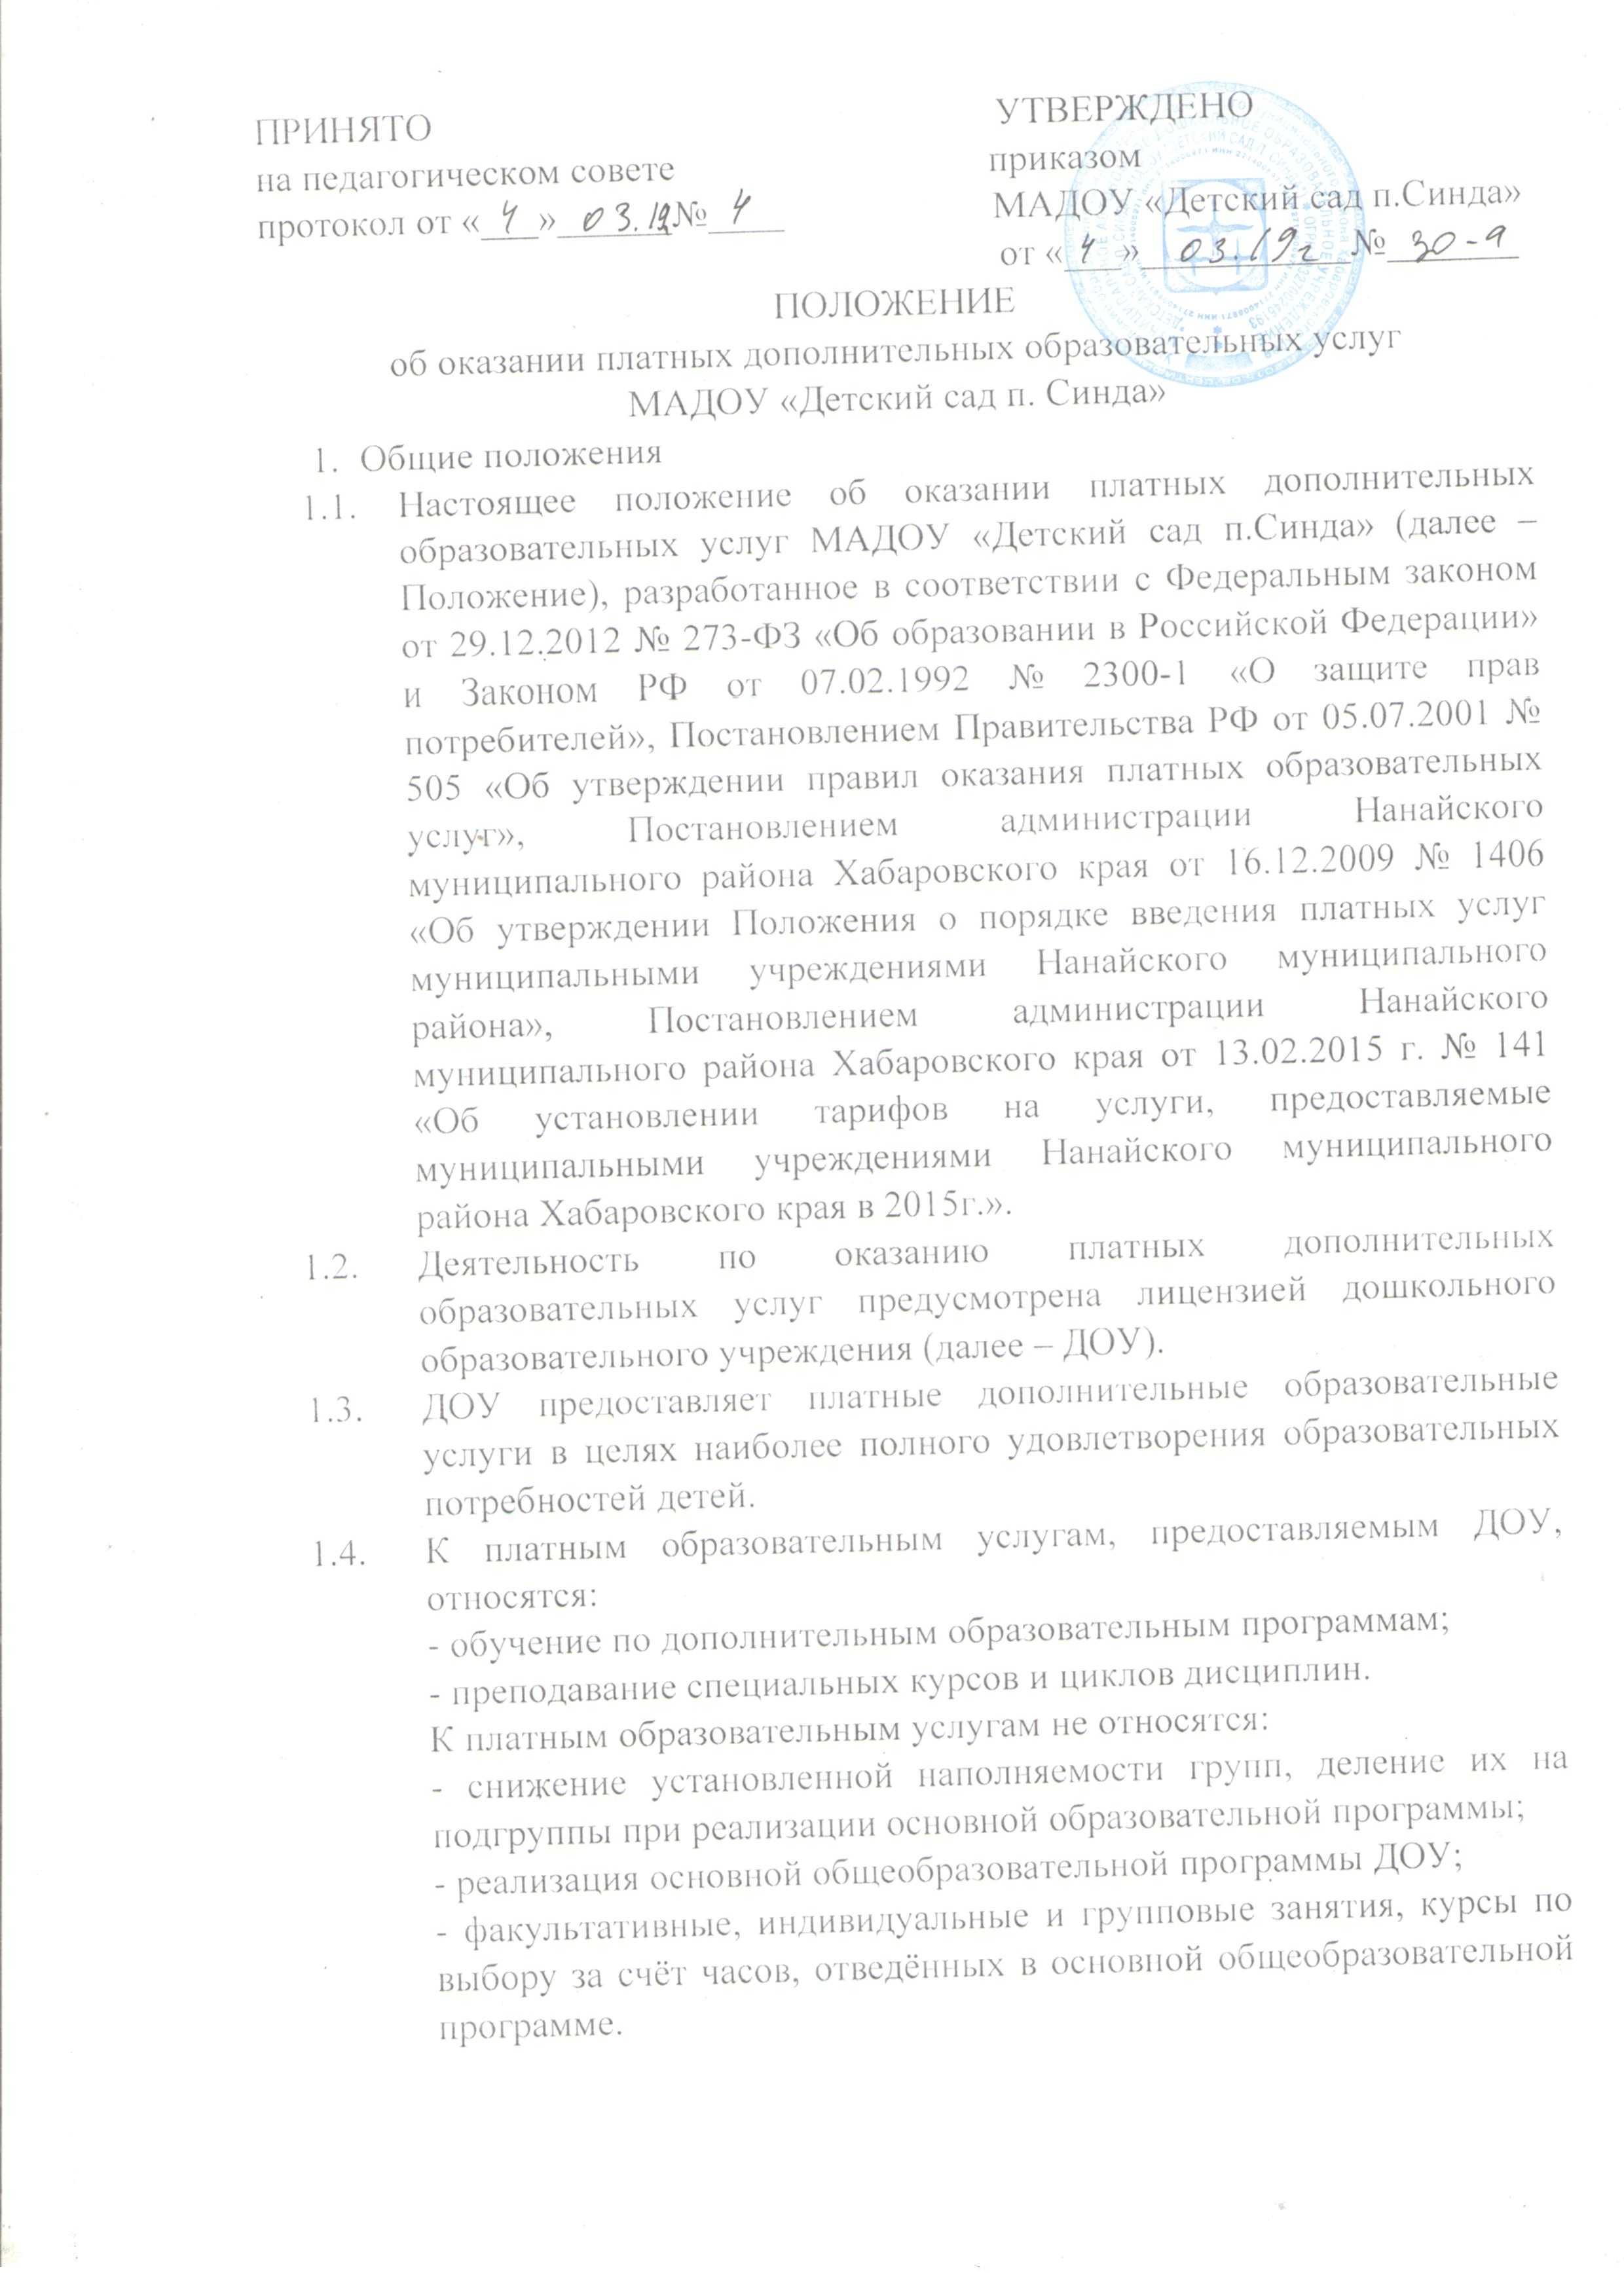 ПРИНЯТО
на педагогическом совете
протокол от « 4 » 03.19 № 4
УТВЕРЖДЕНО
приказом
МАДОУ «Детский сад п.Синда»
от « 4 » 03.19г № 30-9
ПОЛОЖЕНИЕ
об оказании платных дополнительных образовательных услуг
МАДОУ «Детский сад п. Синда»
1. Общие положения
1.1. Настоящее положение об оказании платных дополнительных
образовательных услуг МАДОУ «Детский сад п.Синда» (далее –
Положение), разработанное в соответствии с Федеральным законом
от 29.12.2012 № 273-ФЗ «Об образовании в Российской Федерации»
и Законом РФ от 07.02.1992 № 2300-1 «О защите прав
потребителей», Постановлением Правительства РФ от 05.07.2001 №
505 «Об утверждении правил оказания платных образовательных
услуг», Постановлением администрации Нанайского
муниципального района Хабаровского края от 16.12.2009 № 1406
«Об утверждении Положения о порядке введения платных услуг
муниципальными учреждениями Нанайского муниципального
района», Постановлением администрации Нанайского
муниципального района Хабаровского края от 13.02.2015 г. № 141
«Об установлении тарифов на услуги, предоставляемые
муниципальными учреждениями Нанайского муниципального
района Хабаровского края в 2015г.».
1.2. Деятельность по оказанию платных дополнительных
образовательных услуг предусмотрена лицензией дошкольного
образовательного учреждения (далее – ДОУ).
1.3. ДОУ предоставляет платные дополнительные образовательные
услуги в целях наиболее полного удовлетворения образовательных
потребностей детей.
1.4. К платным образовательным услугам, предоставляемым ДОУ,
относятся:
- обучение по дополнительным образовательным программам;
- преподавание специальных курсов и циклов дисциплин.
К платным образовательным услугам не относятся:
- снижение установленной наполняемости групп, деление их на
подгруппы при реализации основной образовательной программы;
- реализация основной общеобразовательной программы ДОУ;
- факультативные, индивидуальные и групповые занятия, курсы по
выбору за счёт часов, отведённых в основной общеобразовательной
программе.